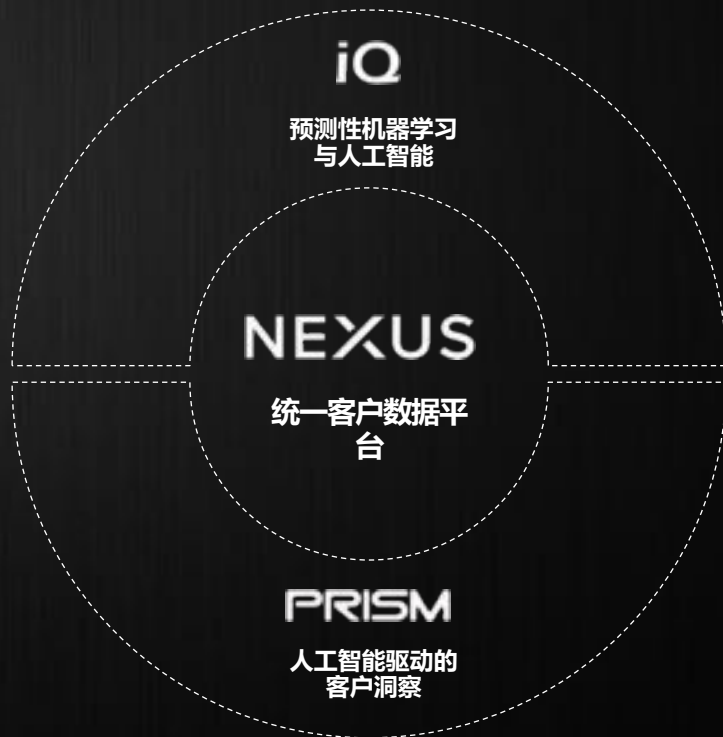 iQ
预测性机器学习
与人工智能
NEXUS
统一客户数据平
台
PRISM
人工智能驱动的
客户洞察